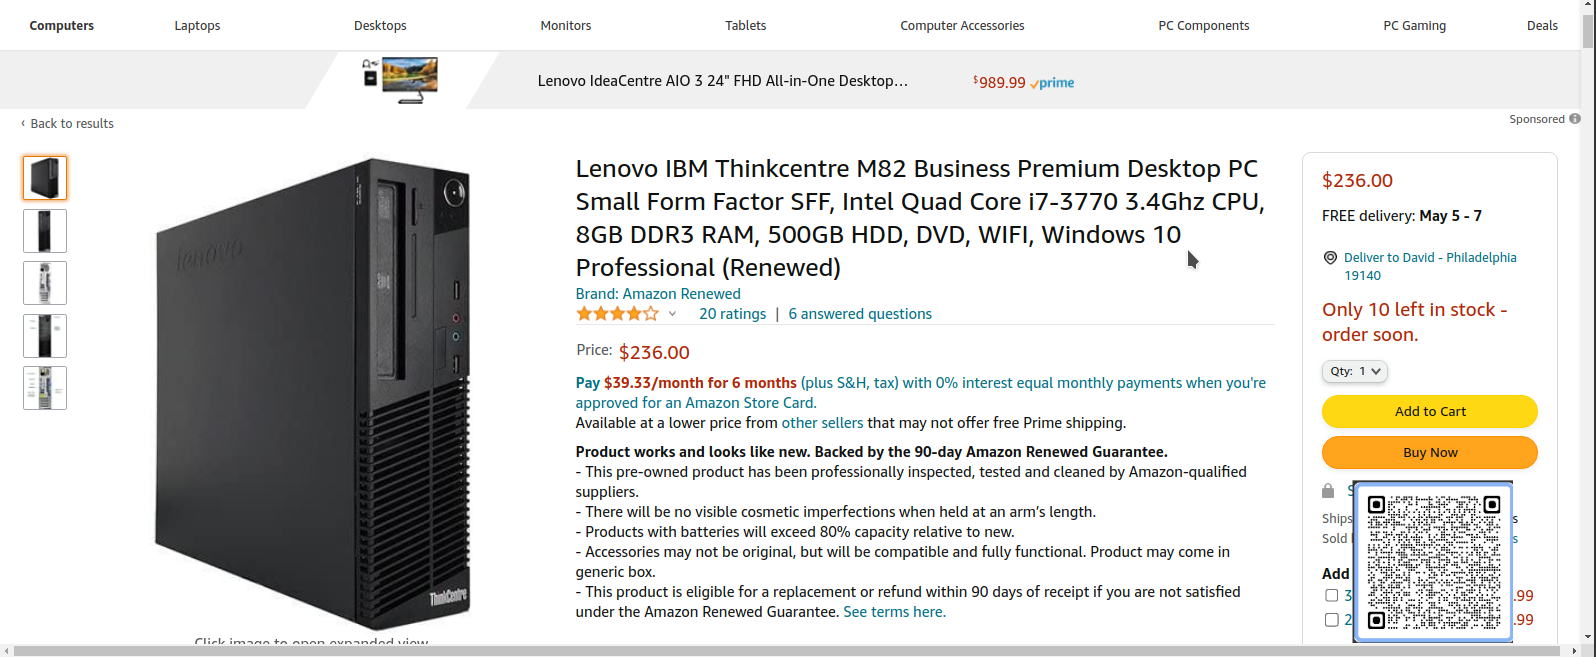 Computers
Laptops
Desktops
Monitors
Tablets
Computer Accessories
PC Components
PC Gaming
Deals
Lenovo IdeaCentre AIO 3 24" FHD All-in-One Desktop…
$989.99 prime
‹ Back to results
Sponsored
lenovo
ThinkCentre
Click image to open expanded view
Lenovo IBM Thinkcentre M82 Business Premium Desktop PC
Small Form Factor SFF, Intel Quad Core i7-3770 3.4Ghz CPU,
8GB DDR3 RAM, 500GB HDD, DVD, WIFI, Windows 10
Professional (Renewed)
Brand: Amazon Renewed
20 ratings | 6 answered questions
Price: $236.00
Pay $39.33/month for 6 months (plus S&H, tax) with 0% interest equal monthly payments when you're
approved for an Amazon Store Card.
Available at a lower price from other sellers that may not offer free Prime shipping.
Product works and looks like new. Backed by the 90-day Amazon Renewed Guarantee.
- This pre-owned product has been professionally inspected, tested and cleaned by Amazon-qualified
suppliers.
- There will be no visible cosmetic imperfections when held at an arm’s length.
- Products with batteries will exceed 80% capacity relative to new.
- Accessories may not be original, but will be compatible and fully functional. Product may come in
generic box.
- This product is eligible for a replacement or refund within 90 days of receipt if you are not satisfied
under the Amazon Renewed Guarantee. See terms here.
$236.00
FREE delivery: May 5 - 7
Deliver to David - Philadelphia
19140
Only 10 left in stock -
order soon.
Qty: 1
Add to Cart
Buy Now
Ships
Sold
Add
3 .99
2 .99